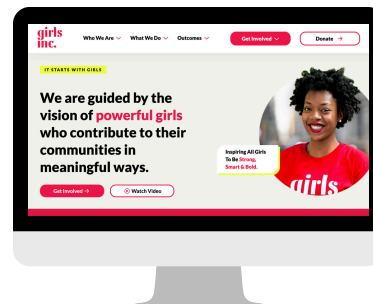 girls
inc.
Who We Are
What We Do
Outcomes
Get Involved
Donate →
IT STARTS WITH GIRLS
We are guided by the
vision of powerful girls
who contribute to their
communities in
meaningful ways.
Get Involved →
Watch Video
Inspiring All Girls
To Be Strong,
Smart & Bold.
girls